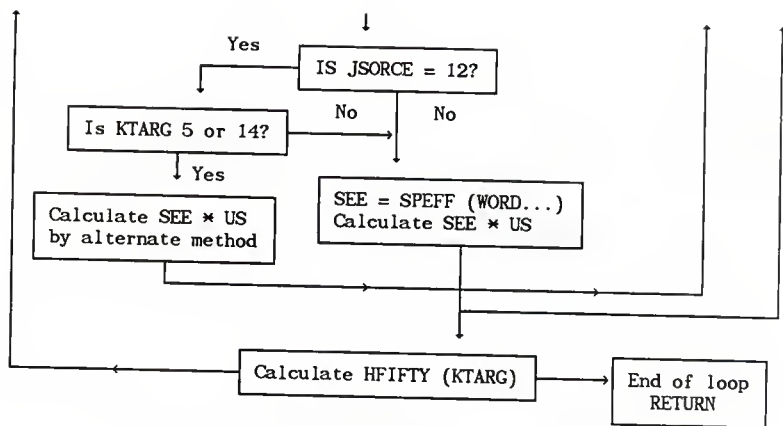 Yes
IS JSORCE = 12?
No
No
Is KTARG 5 or 14?
Yes
SEE = SPEFF (WORD...)
Calculate SEE * US
Calculate SEE * US
by alternate method
Calculate HFIFTY (KTARG)
End of loop
RETURN